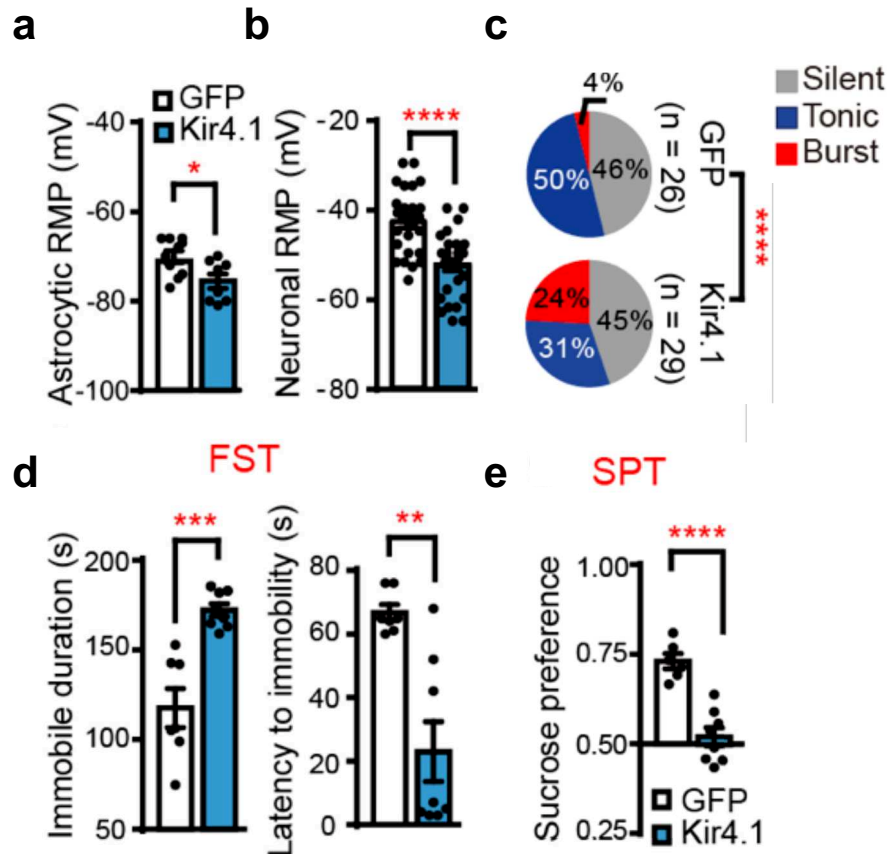 a
GFP
Kir4.1
Astrocytic RMP (mV)
-40
-60
-80
-100
*
b
Neuronal RMP (mV)
-20
-40
-60
-80
****
c
4%
50%
46%
GFP
(n = 26)
24%
45%
31%
Kir4.1
(n = 29)
****
Silent
Tonic
Burst
d
FST
Immobile duration (s)
200
150
100
50
***
Latency to immobility (s)
80
60
40
20
0
**
e
SPT
Sucrose preference
1.00
0.75
0.50
0.25
****
GFP
Kir4.1